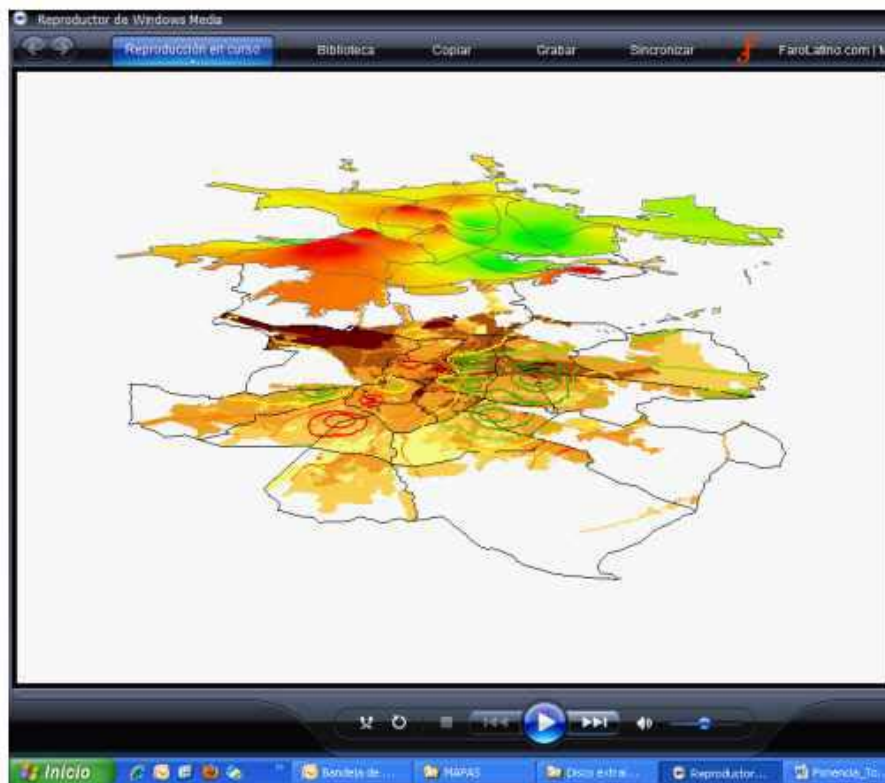 Reproductor de Windows Media
Reproducción en curso Biblioteca Copiar Grabar Sincronizar FaroLatino.com | M
Inicio Bandeja de ... MAPAS Disco extraí... Reproductor... Ponencia_To...